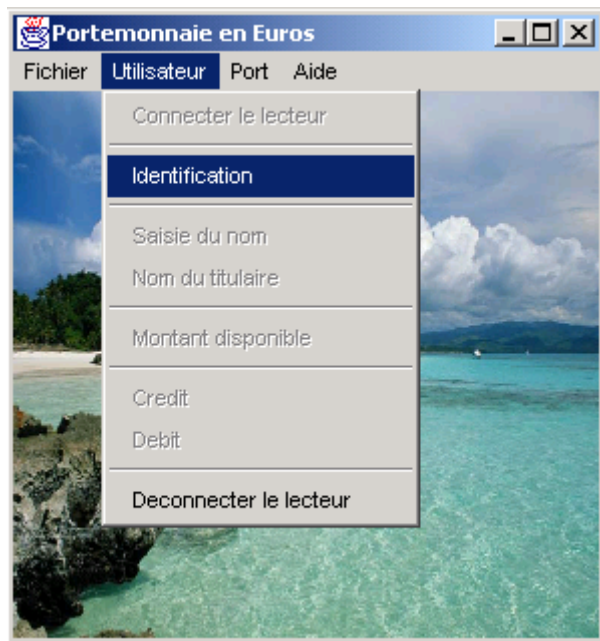 Portemonnaie en Euros
Fichier Utilisateur Port Aide
Connecter le lecteur
Identification
Saisie du nom
Nom du titulaire
Montant disponible
Credit
Debit
Deconnecter le lecteur